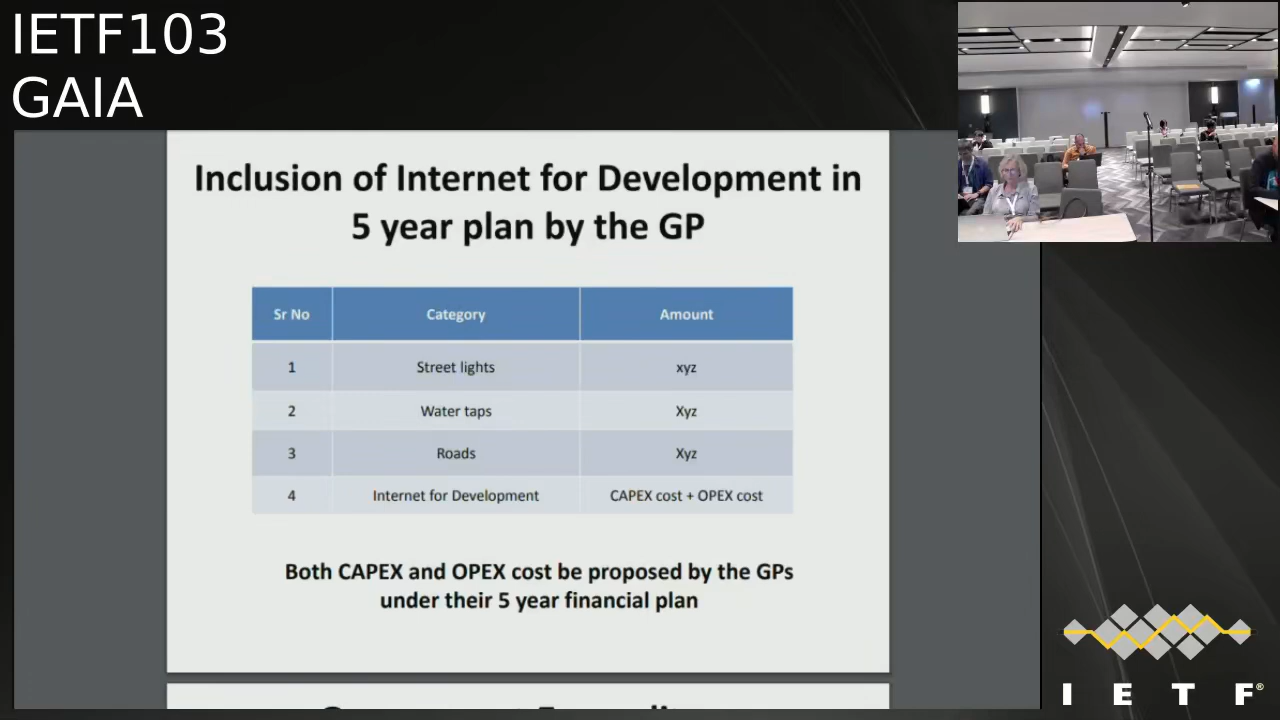 IETF103
GAIA
Inclusion of Internet for Development in
5 year plan by the GP
Sr No Category Amount
1 Street lights xyz
2 Water taps Xyz
3 Roads Xyz
4 Internet for Development CAPEX cost + OPEX cost
Both CAPEX and OPEX cost be proposed by the GPs
under their 5 year financial plan
I E T F®